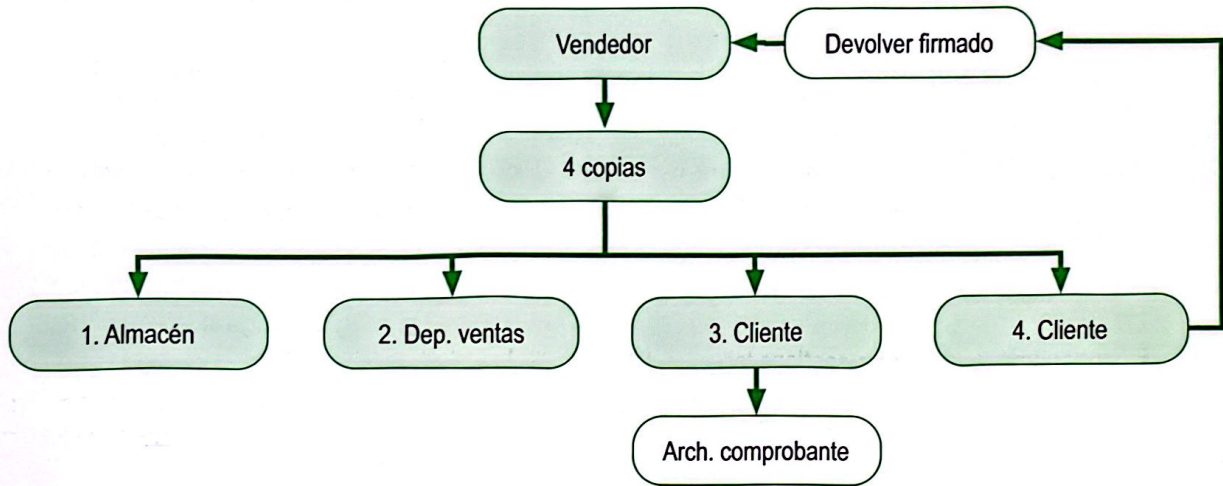 Vendedor
Devolver firmado
4 copias
1. Almacén
2. Dep. ventas
3. Cliente
4. Cliente
Arch. comprobante